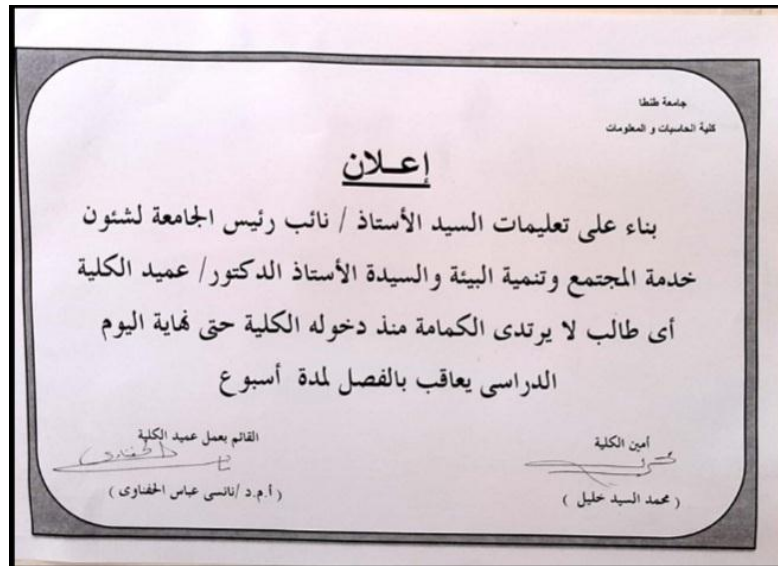 جامعة طنطا
كلية الحاسبات و المعلومات
إعـلان
بناء على تعليمات السيد الأستاذ / نائب رئيس الجامعة لشئون
خدمة المجتمع وتنمية البيئة والسيدة الأستاذ الدكتور/ عميد الكلية
أى طالب لا يرتدى الكمامة منذ دخوله الكلية حتى نهاية اليوم
الدراسى يعاقب بالفصل لمدة أسبوع
أمين الكلية
القائم بعمل عميد الكلية
( محمد السيد خليل )
( أ.م.د /نانسى عباس الحفناوى )